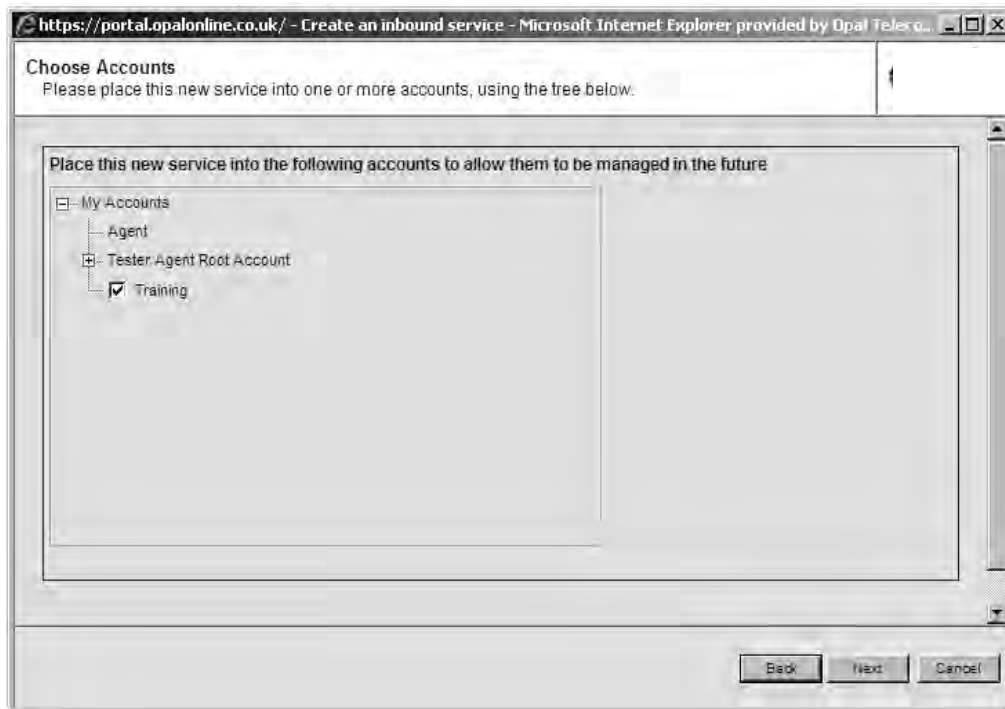 https://portal.opalonline.co.uk/ - Create an inbound service - Microsoft Internet Explorer provided by Opal Teleco...
Choose Accounts
Please place this new service into one or more accounts, using the tree below.
Place this new service into the following accounts to allow them to be managed in the future
My Accounts
Agent
Tester Agent Root Account
Training
Back Next Cancel